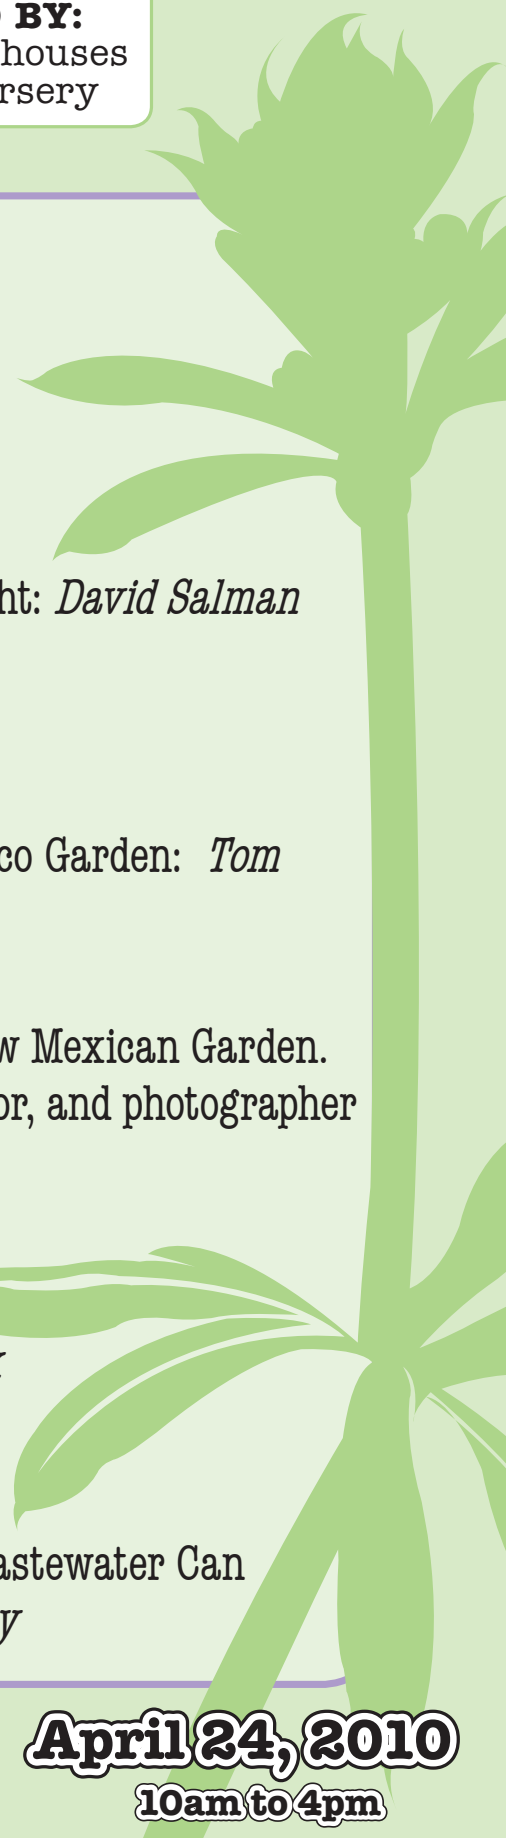 BY:
houses
rsery
ht: David Salman
co Garden: Tom
w Mexican Garden.
or, and photographer
astewater Can
y
April 24, 2010
10am to 4pm